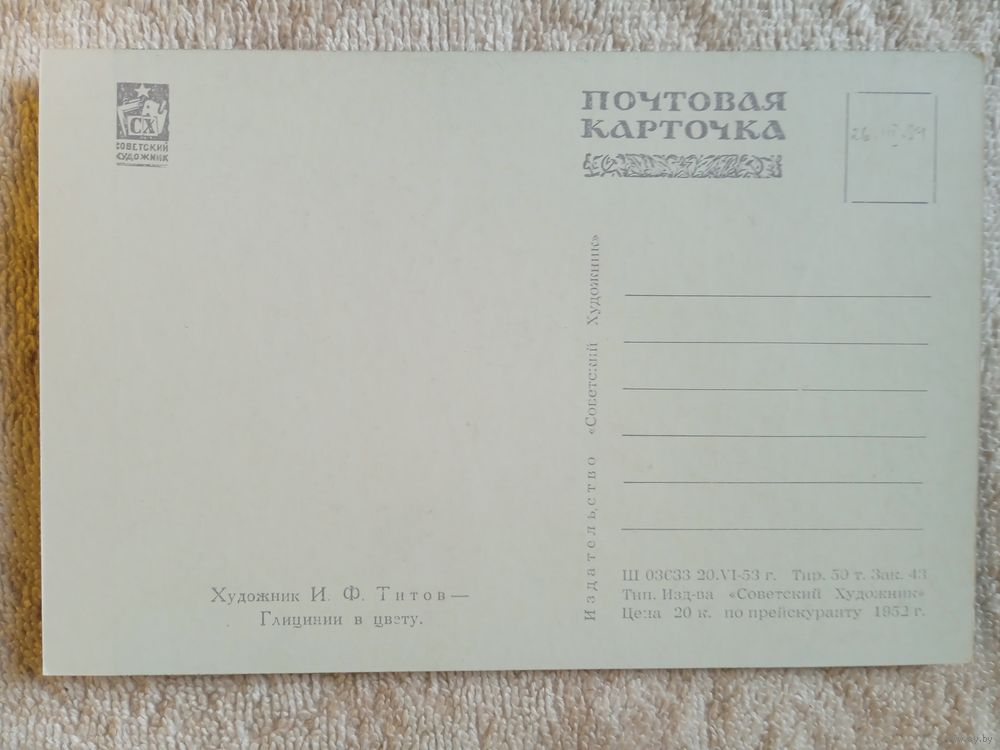 СХ
СОВЕТСКИЙ
ХУДОЖНИК
ПОЧТОВАЯ
КАРТОЧКА
Издательство «Советский Художник»
Художник И. Ф. Титов —
Глицинии в цвету.
Ш 03633 20.VI-53 г. Тир. 50 т. Зак. 43
Тип. Изд-ва «Советский Художник»
Цена 20 к. по прейскуранту 1952 г.